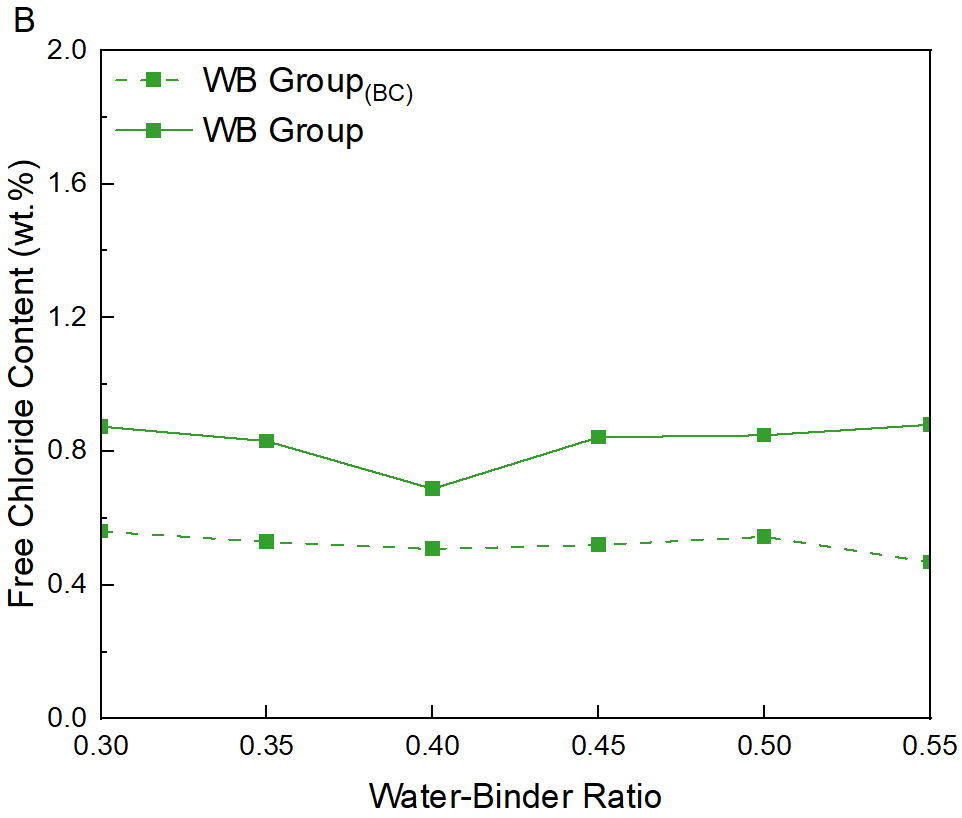 B
2.0
1.6
1.2
0.8
0.4
0.0
Free Chloride Content (wt.%)
WB Group(BC)
WB Group
0.30 0.35 0.40 0.45 0.50 0.55
Water-Binder Ratio